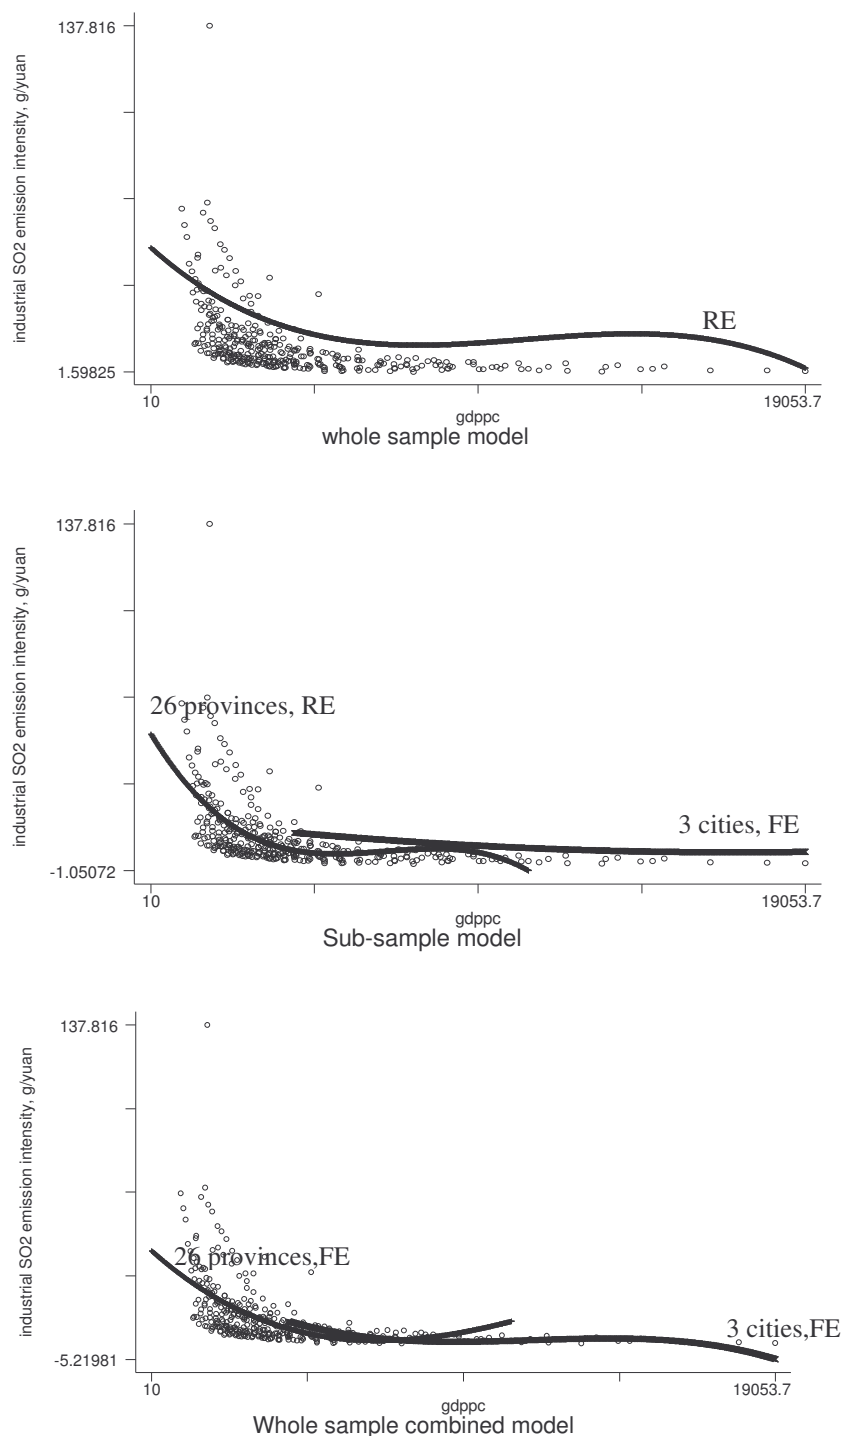 137.816
industrial SO2 emission intensity, g/yuan
RE
1.59825
10
19053.7
gdppc
whole sample model
137.816
industrial SO2 emission intensity, g/yuan
26 provinces, RE
3 cities, FE
-1.05072
10
19053.7
gdppc
Sub-sample model
137.816
industrial SO2 emission intensity, g/yuan
26 provinces,FE
3 cities,FE
-5.21981
10
19053.7
gdppc
Whole sample combined model